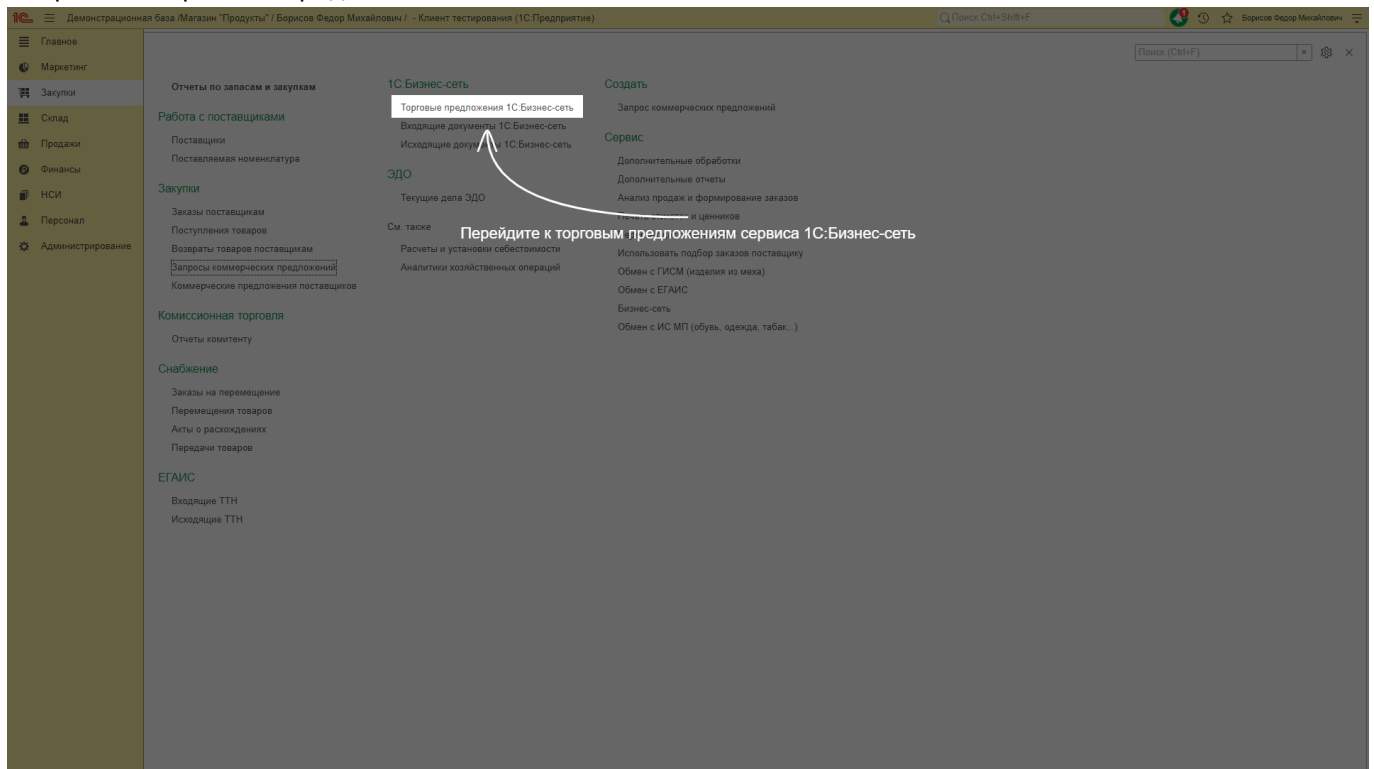 1С Демонстрационная база /Магазин "Продукты" / Борисов Федор Михайлович / - Клиент тестирования (1С:Предприятие)
Поиск Ctrl+Shift+F
Борисов Федор Михайлович
Главное
Маркетинг
Закупки
Склад
Продажи
Финансы
НСИ
Персонал
Администрирование
Поиск (Ctrl+F)
Отчеты по запасам и закупкам
Работа с поставщиками
Поставщики
Поставляемая номенклатура
Закупки
Заказы поставщикам
Поступления товаров
Возвраты товаров поставщикам
Запросы коммерческих предложений
Коммерческие предложения поставщиков
Комиссионная торговля
Отчеты комитенту
Снабжение
Заказы на перемещение
Перемещения товаров
Акты о расхождениях
Передачи товаров
ЕГАИС
Входящие ТТН
Исходящие ТТН
1С:Бизнес-сеть
Торговые предложения 1С:Бизнес-сеть
Входящие документы 1С:Бизнес-сеть
Исходящие документы 1С:Бизнес-сеть
ЭДО
Текущие дела ЭДО
См. также
Расчеты и установки себестоимости
Аналитики хозяйственных операций
Создать
Запрос коммерческих предложений
Сервис
Дополнительные обработки
Дополнительные отчеты
Анализ продаж и формирование заказов
и ценников
Использовать подбор заказов поставщику
Обмен с ГИСМ (изделия из меха)
Обмен с ЕГАИС
Бизнес-сеть
Обмен с ИС МП (обувь, одежда, табак...)
Перейдите к торговым предложениям сервиса 1С:Бизнес-сеть